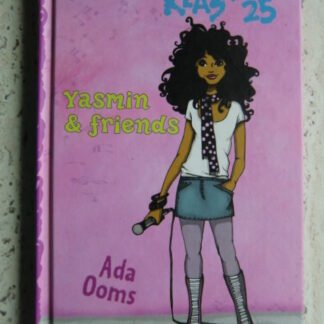 KLAS 25
Yasmin
& friends
Ada
Ooms